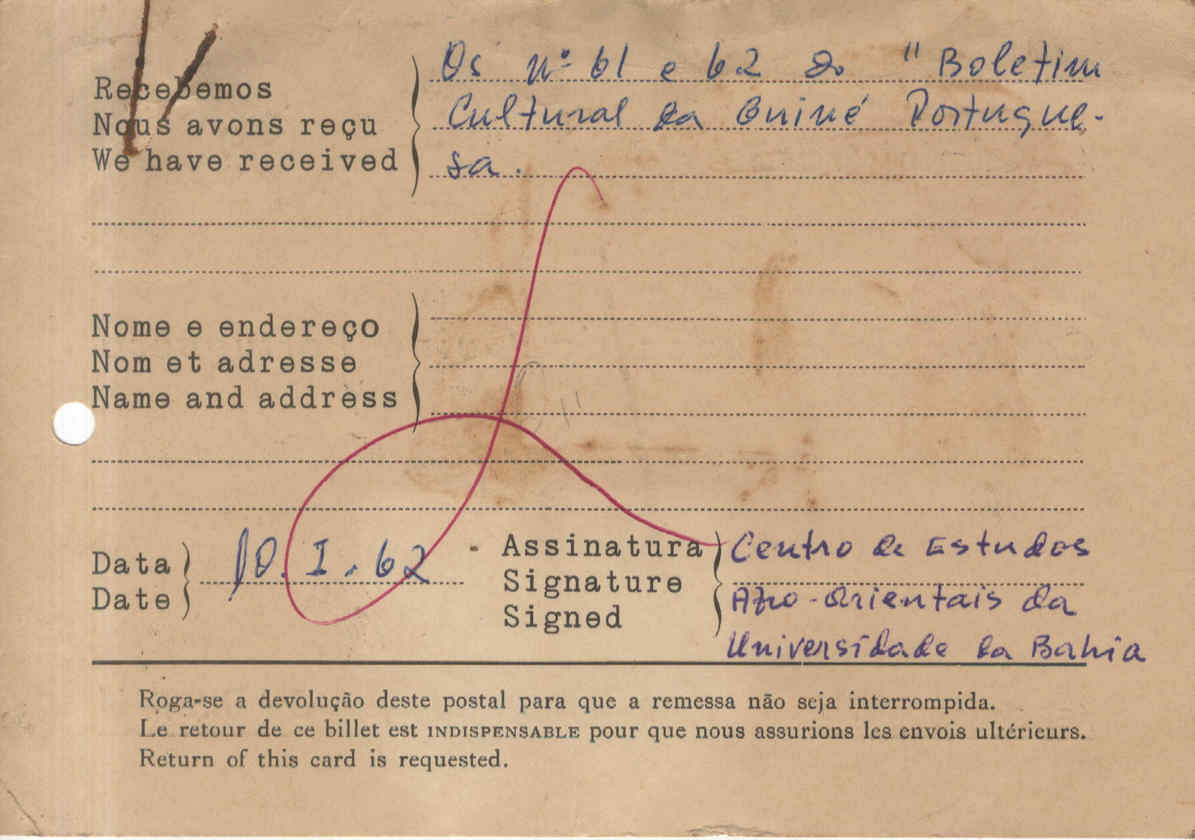 Recebemos
Nous avons reçu
We have received
Os nº 61 e 62 do "Boletim
Cultural da Guiné Portugue-
sa.
Nome e endereço
Nom et adresse
Name and address
Data
Date
10.I.62
Assinatura
Signature
Signed
Centro de Estudos
Afro-Orientais da
Universidade da Bahia
Roga-se a devolução deste postal para que a remessa não seja interrompida.
Le retour de ce billet est INDISPENSABLE pour que nous assurions les envois ultérieurs.
Return of this card is requested.